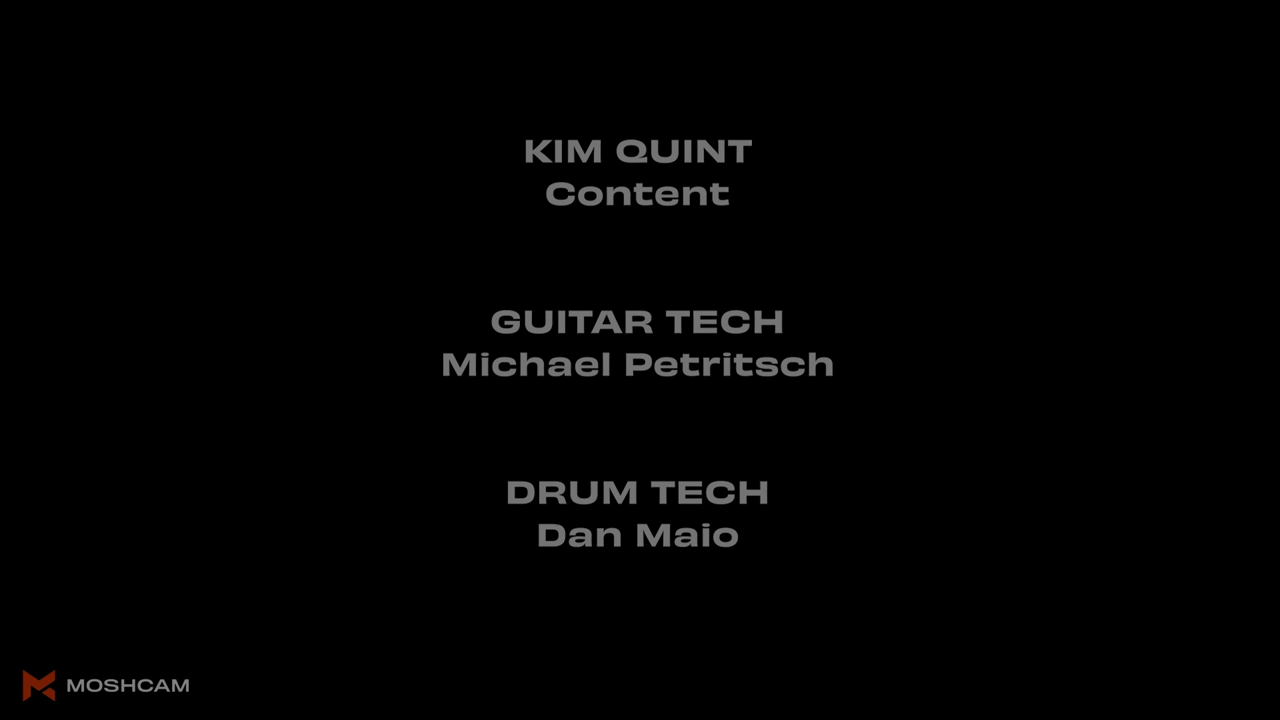 KIM QUINT
Content
GUITAR TECH
Michael Petritsch
DRUM TECH
Dan Maio
MOSHCAM